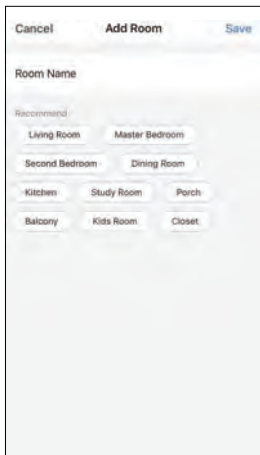 Cancel Add Room Save
Room Name
Recommend
Living Room Master Bedroom
Second Bedroom Dining Room
Kitchen Study Room Porch
Balcony Kids Room Closet